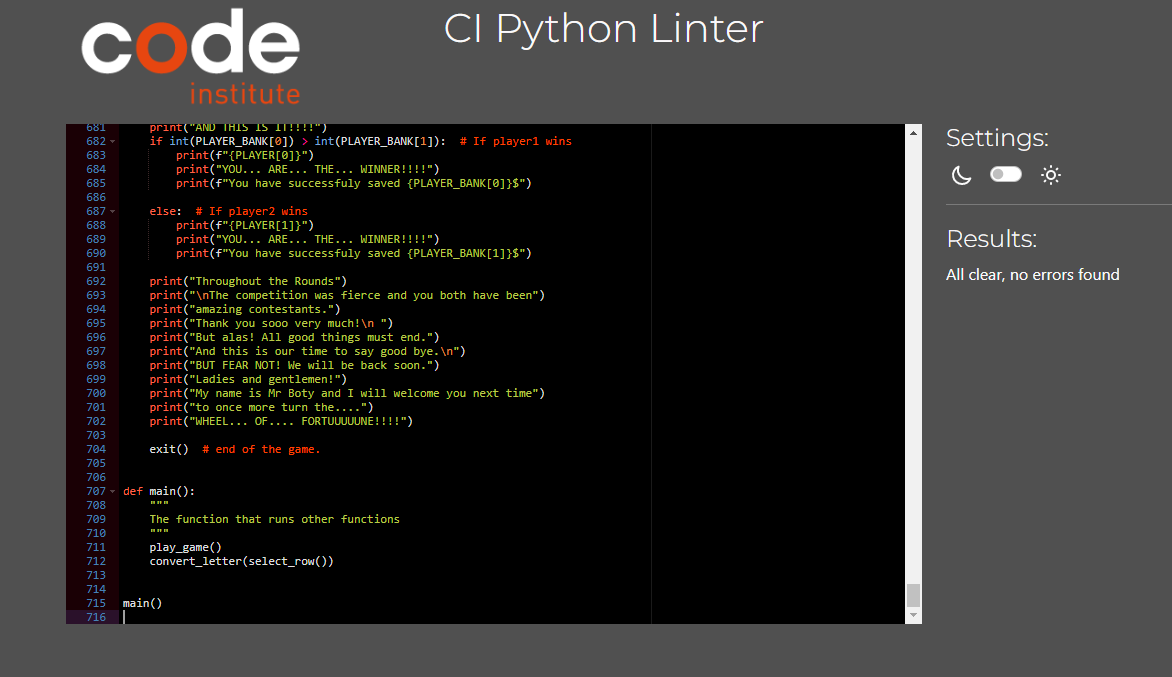 code
institute
CI Python Linter
681 print("AND THIS IS IT!!!!")
682 if int(PLAYER_BANK[0]) > int(PLAYER_BANK[1]):  # If player1 wins
683 print(f"{PLAYER[0]}")
684 print("YOU... ARE... THE... WINNER!!!!")
685 print(f"You have successfuly saved {PLAYER_BANK[0]}$")
686
687 else:  # If player2 wins
688 print(f"{PLAYER[1]}")
689 print("YOU... ARE... THE... WINNER!!!!")
690 print(f"You have successfuly saved {PLAYER_BANK[1]}$")
691
692 print("Throughout the Rounds")
693 print("\nThe competition was fierce and you both have been")
694 print("amazing contestants.")
695 print("Thank you sooo very much!\n ")
696 print("But alas! All good things must end.")
697 print("And this is our time to say good bye.\n")
698 print("BUT FEAR NOT! We will be back soon.")
699 print("Ladies and gentlemen!")
700 print("My name is Mr Boty and I will welcome you next time")
701 print("to once more turn the....")
702 print("WHEEL... OF.... FORTUUUUUNE!!!!")
703
704 exit()  # end of the game.
705
706
707 def main():
708 """
709 The function that runs other functions
710 """
711 play_game()
712 convert_letter(select_row())
713
714
715 main()
716
Settings:
Results:
All clear, no errors found